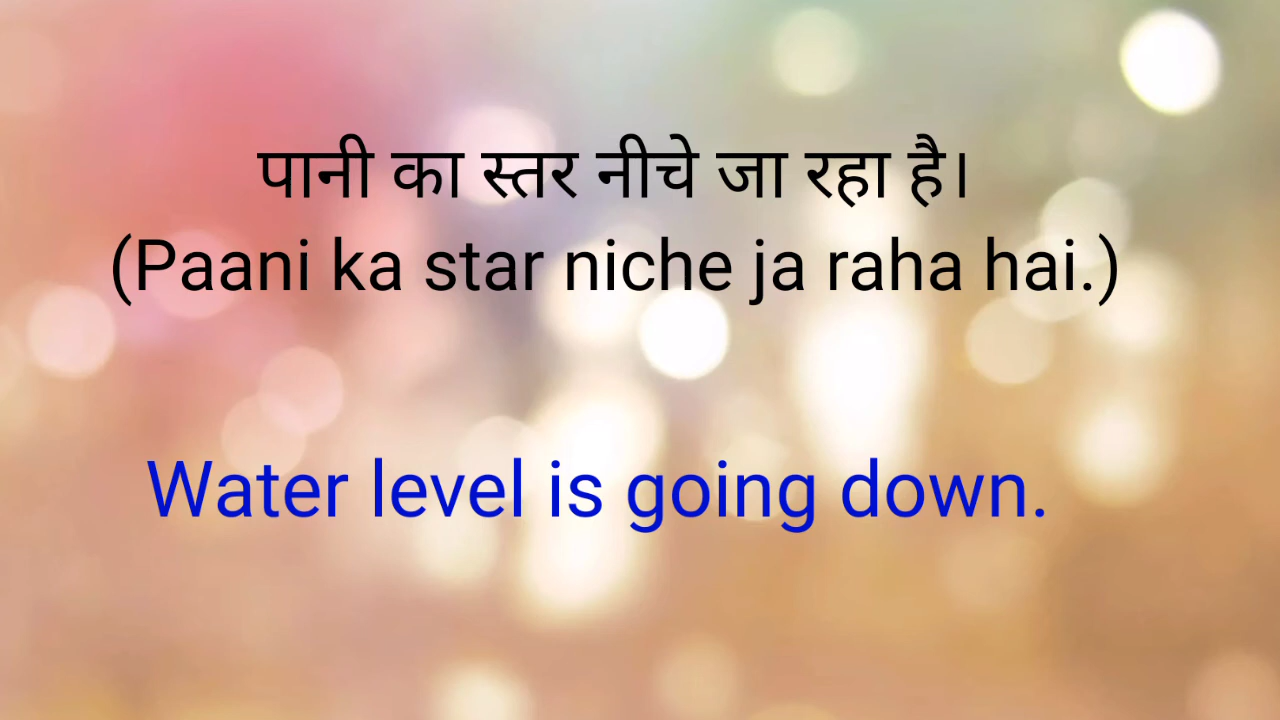 पानी का स्तर नीचे जा रहा है।
(Paani ka star niche ja raha hai.)
Water level is going down.